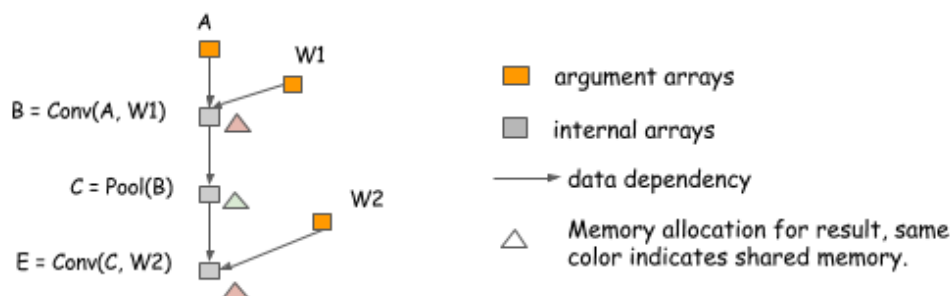 A
W1
B = Conv(A, W1)
C = Pool(B)
W2
E = Conv(C, W2)
argument arrays
internal arrays
data dependency
Memory allocation for result, same
color indicates shared memory.